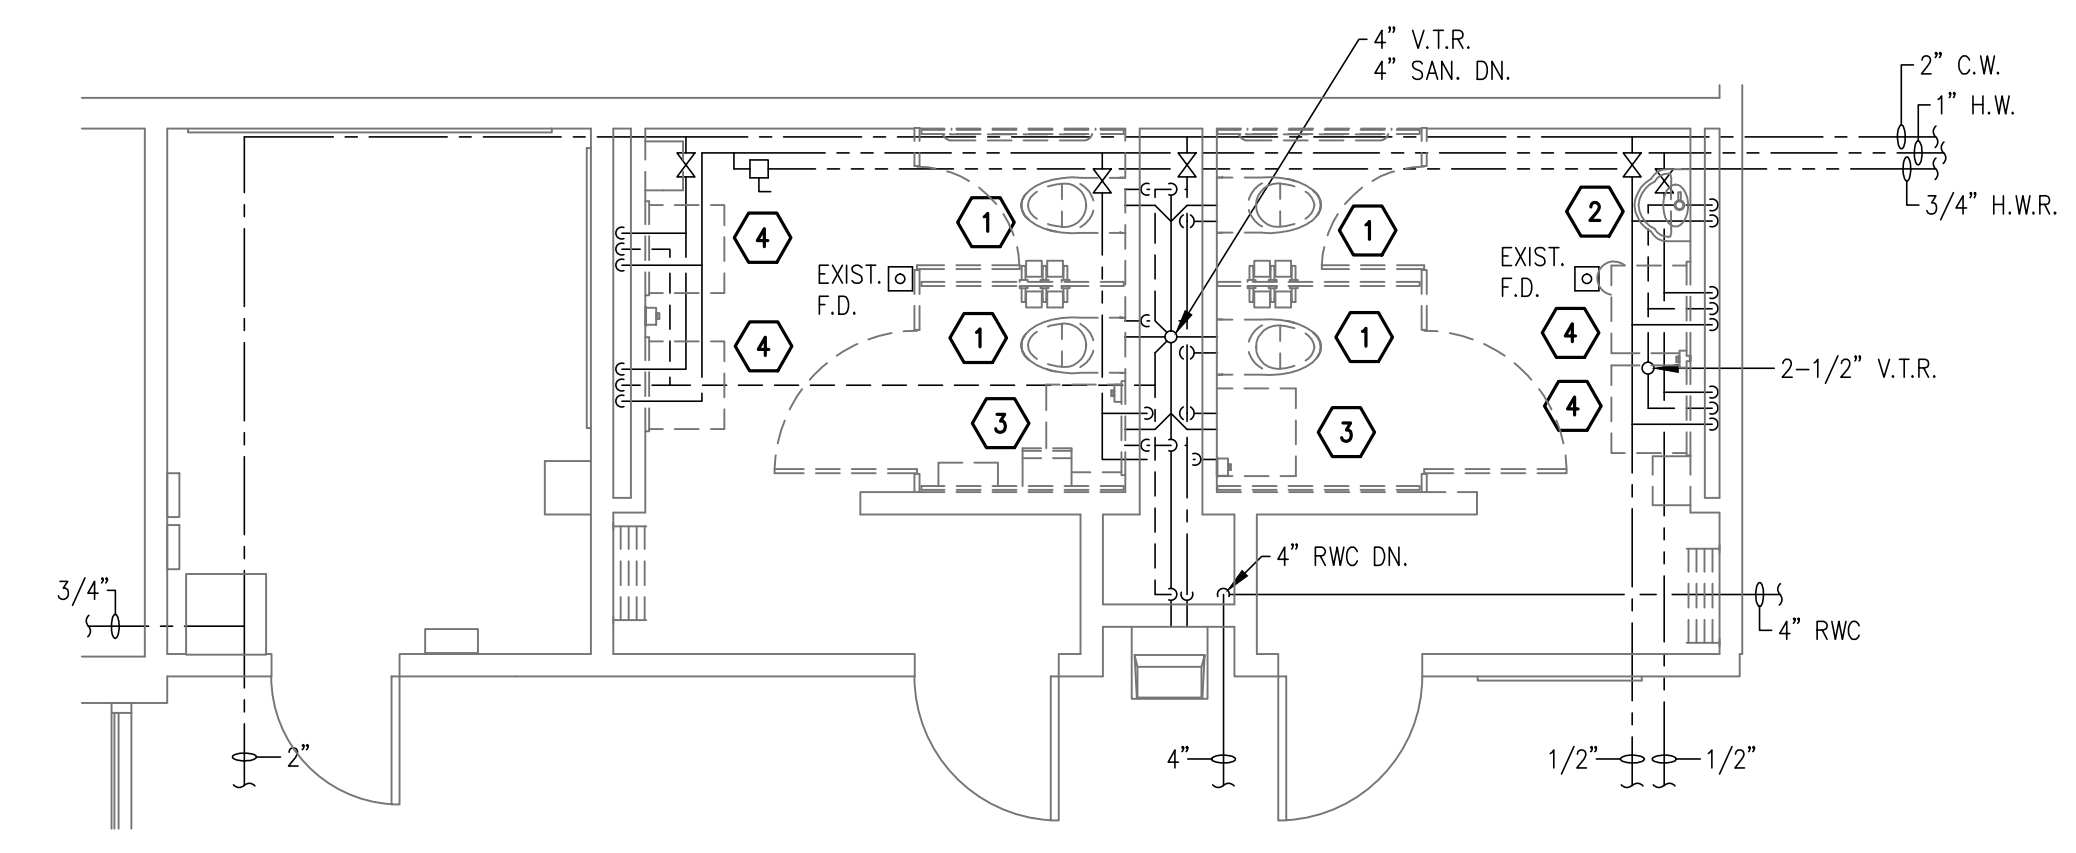 4” V.T.R.
4” SAN. DN.
2” C.W.
1” H.W.
3/4” H.W.R.
1
1
2
4
EXIST.
F.D.
EXIST.
F.D.
4
1
1
4
2-1/2” V.T.R.
4
3
3
4” RWC DN.
3/4”
4” RWC
2”
4”
1/2”
1/2”